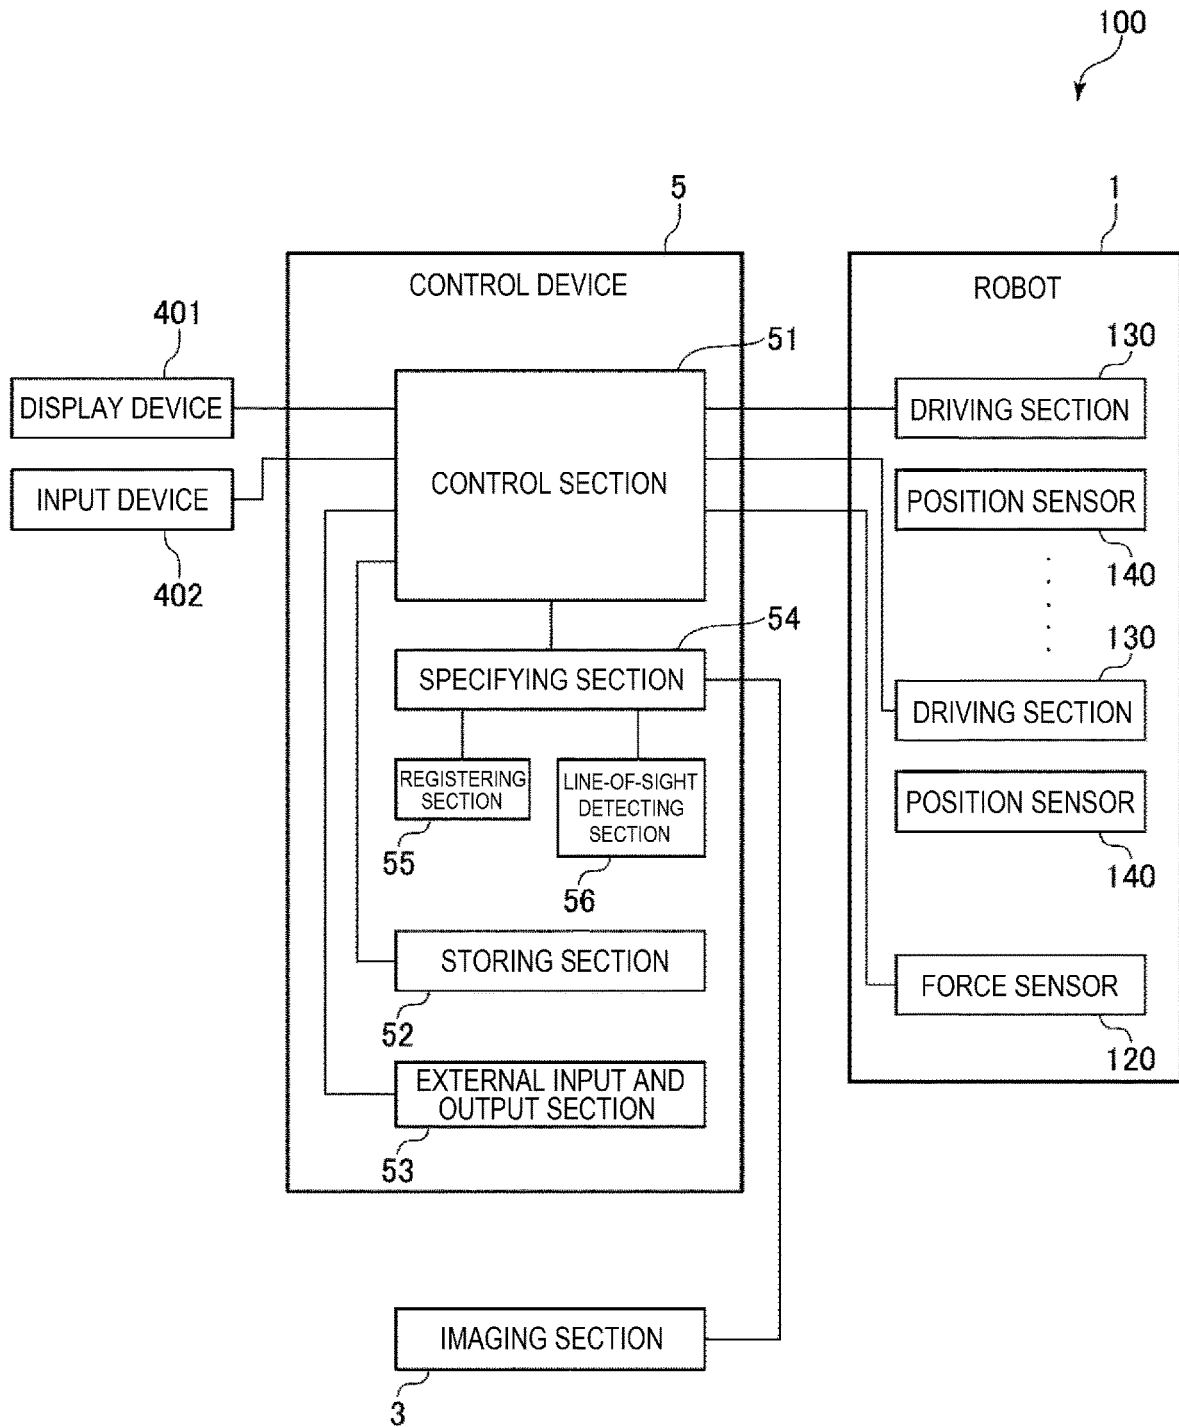 100
5
1
CONTROL DEVICE
ROBOT
401
51
130
DISPLAY DEVICE
DRIVING SECTION
INPUT DEVICE
CONTROL SECTION
POSITION SENSOR
402
140
54
130
SPECIFYING SECTION
DRIVING SECTION
REGISTERING
SECTION
LINE-OF-SIGHT
DETECTING
SECTION
POSITION SENSOR
55
56
140
STORING SECTION
FORCE SENSOR
52
120
EXTERNAL INPUT AND
OUTPUT SECTION
53
IMAGING SECTION
3